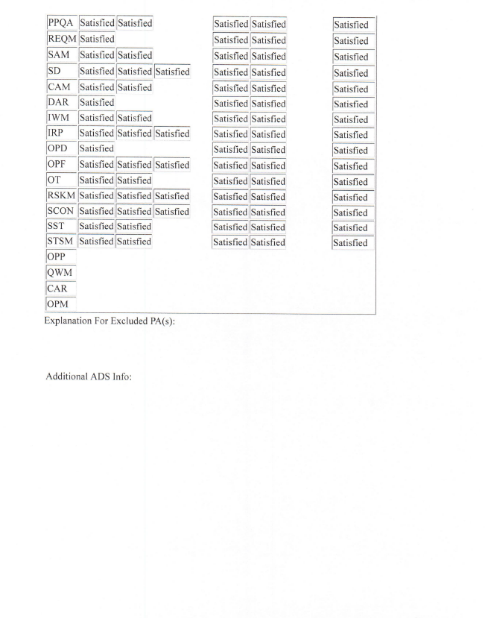 PPQA Satisfied Satisfied Satisfied Satisfied Satisfied
REQM Satisfied Satisfied Satisfied Satisfied
SAM Satisfied Satisfied Satisfied Satisfied Satisfied
SD Satisfied Satisfied Satisfied Satisfied Satisfied Satisfied
CAM Satisfied Satisfied Satisfied Satisfied Satisfied
DAR Satisfied Satisfied Satisfied Satisfied
IWM Satisfied Satisfied Satisfied Satisfied Satisfied
IRP Satisfied Satisfied Satisfied Satisfied Satisfied Satisfied
OPD Satisfied Satisfied Satisfied Satisfied
OPF Satisfied Satisfied Satisfied Satisfied Satisfied Satisfied
OT Satisfied Satisfied Satisfied Satisfied Satisfied
RSKM Satisfied Satisfied Satisfied Satisfied Satisfied Satisfied
SCON Satisfied Satisfied Satisfied Satisfied Satisfied Satisfied
SST Satisfied Satisfied Satisfied Satisfied Satisfied
STSM Satisfied Satisfied Satisfied Satisfied Satisfied
OPP
QWM
CAR
OPM
Explanation For Excluded PA(s):
Additional ADS Info: